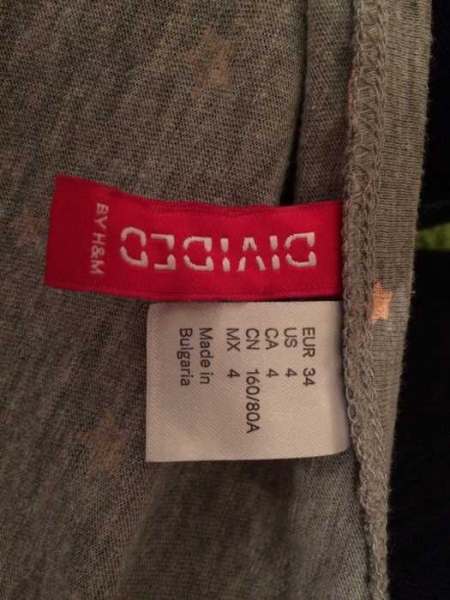 DIVIDED
BY H&M
EUR 34
US 4
CA 4
CN 160/80A
MX 4
Made in
Bulgaria